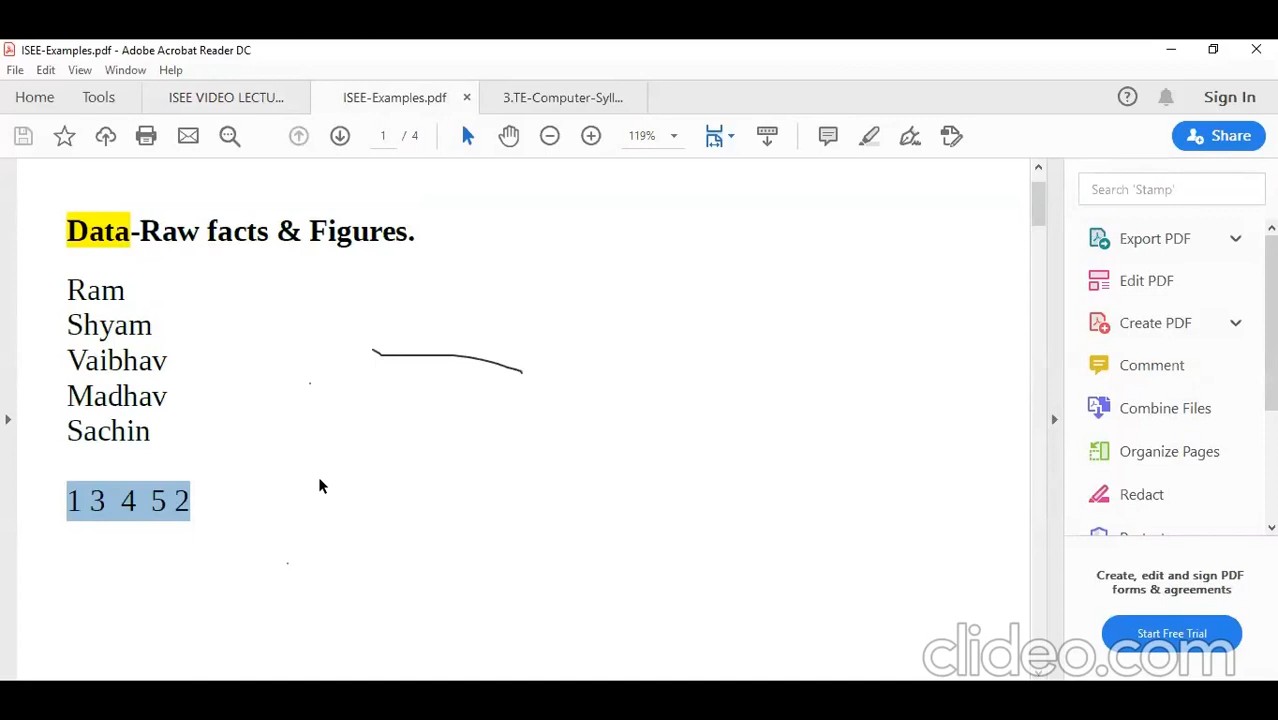 ISEE-Examples.pdf - Adobe Acrobat Reader DC
File Edit View Window Help
Home Tools ISEE VIDEO LECTU... ISEE-Examples.pdf × 3.TE-Computer-Syll... Sign In
1 / 4 119% Share
Search 'Stamp'
Data-Raw facts & Figures.
Ram
Shyam
Vaibhav
Madhav
Sachin
1 3 4 5 2
Export PDF
Edit PDF
Create PDF
Comment
Combine Files
Organize Pages
Redact
Create, edit and sign PDF
forms & agreements
Start Free Trial
clideo.com